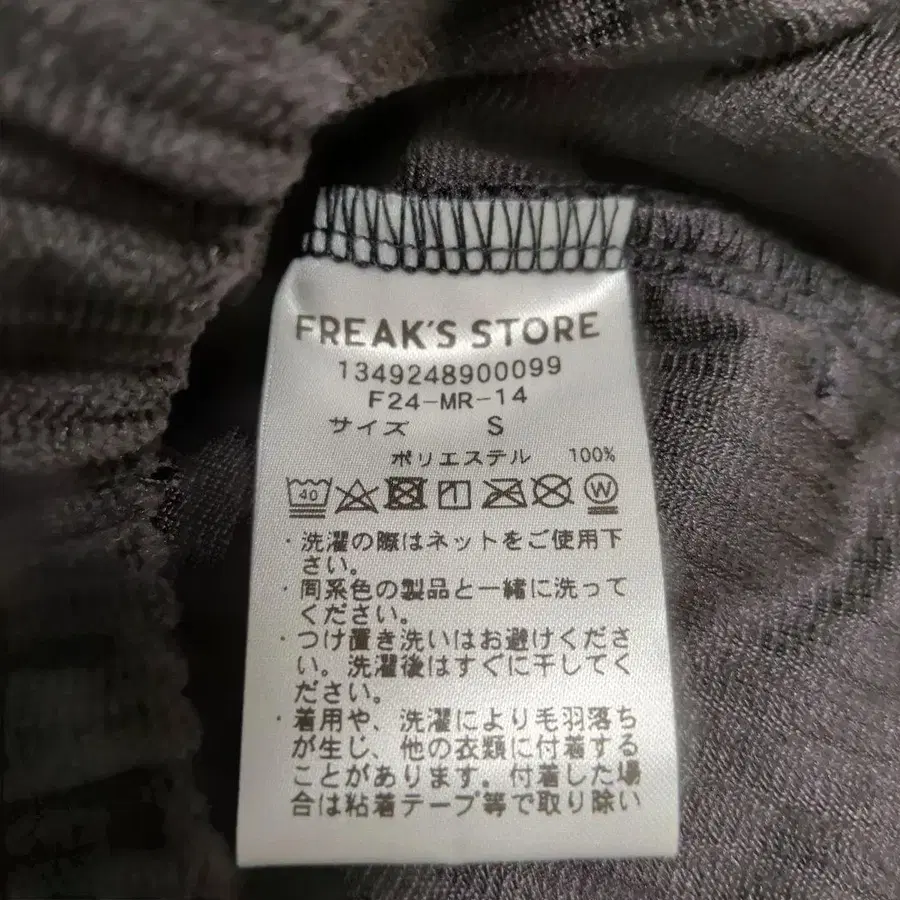 FREAK'S STORE
1349248900099
F24-MR-14
サイズ S
ポリエステル 100%
40 W
・洗濯の際はネットをご使用下
さい。
・同系色の製品と一緒に洗って
ください。
・つけ置き洗いはお避けくださ
い。洗濯後はすぐに干してく
ださい。
・着用や、洗濯により毛羽落ち
が生じ、他の衣類に付着する
ことがあります。付着した場
合は粘着テープ等で取り除い